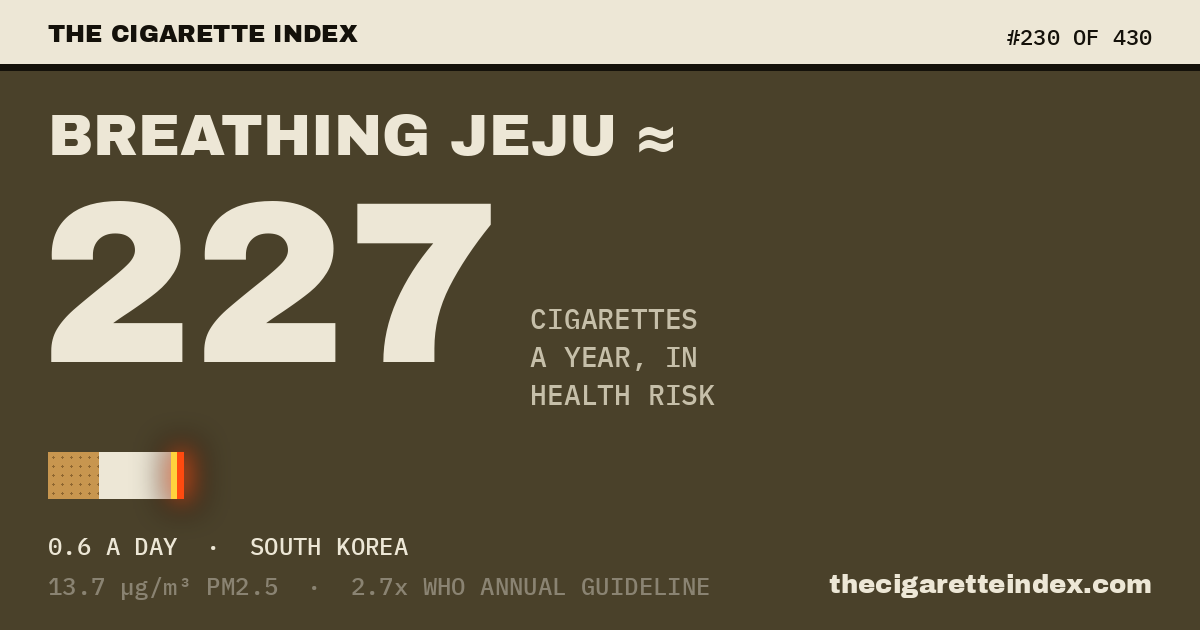 THE CIGARETTE INDEX
#230 OF 430
BREATHING JEJU ≈
227
CIGARETTES
A YEAR, IN
HEALTH RISK
0.6 A DAY · SOUTH KOREA
13.7 µg/m³ PM2.5 · 2.7x WHO ANNUAL GUIDELINE
thecigaretteindex.com